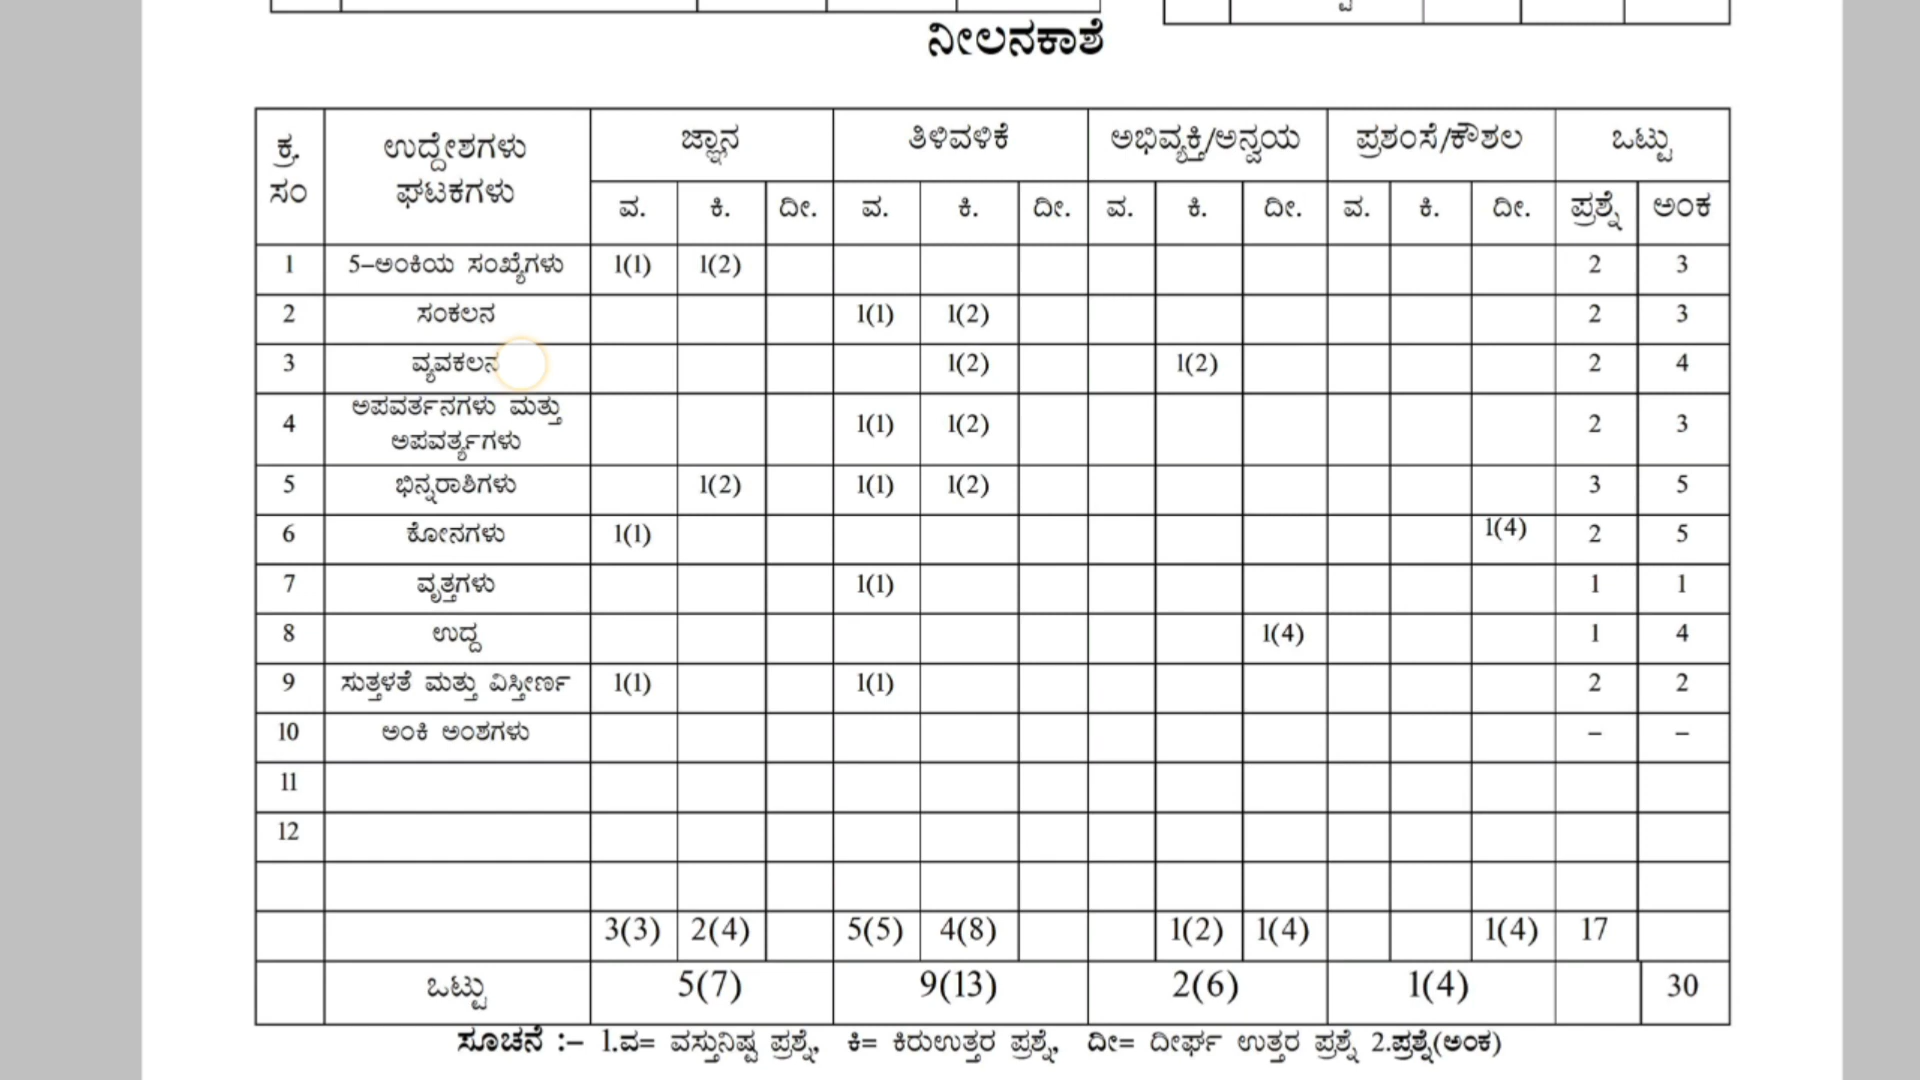 ನೀಲನಕಾಶೆ
ಕ್ರ. ಸಂ ಉದ್ದೇಶಗಳು ಘಟಕಗಳು ಜ್ಞಾನ ತಿಳಿವಳಿಕೆ ಅಭಿವ್ಯಕ್ತಿ/ಅನ್ವಯ ಪ್ರಶಂಸೆ/ಕೌಶಲ ಒಟ್ಟು
ವ. ಕಿ. ದೀ. ವ. ಕಿ. ದೀ. ವ. ಕಿ. ದೀ. ವ. ಕಿ. ದೀ. ಪ್ರಶ್ನೆ ಅಂಕ
1 5–ಅಂಕಿಯ ಸಂಖ್ಯೆಗಳು 1(1) 1(2) 2 3
2 ಸಂಕಲನ 1(1) 1(2) 2 3
3 ವ್ಯವಕಲನ 1(2) 1(2) 2 4
4 ಅಪವರ್ತನಗಳು ಮತ್ತು ಅಪವರ್ತ್ಯಗಳು 1(1) 1(2) 2 3
5 ಭಿನ್ನರಾಶಿಗಳು 1(2) 1(1) 1(2) 3 5
6 ಕೋನಗಳು 1(1) 1(4) 2 5
7 ವೃತ್ತಗಳು 1(1) 1 1
8 ಉದ್ದ 1(4) 1 4
9 ಸುತ್ತಳತೆ ಮತ್ತು ವಿಸ್ತೀರ್ಣ 1(1) 1(1) 2 2
10 ಅಂಕಿ ಅಂಶಗಳು – –
11
12
3(3) 2(4) 5(5) 4(8) 1(2) 1(4) 1(4) 17
ಒಟ್ಟು 5(7) 9(13) 2(6) 1(4) 30
ಸೂಚನೆ :– 1.ವ= ವಸ್ತುನಿಷ್ಟ ಪ್ರಶ್ನೆ, ಕಿ= ಕಿರುಉತ್ತರ ಪ್ರಶ್ನೆ, ದೀ= ದೀರ್ಘ ಉತ್ತರ ಪ್ರಶ್ನೆ 2.ಪ್ರಶ್ನೆ(ಅಂಕ)